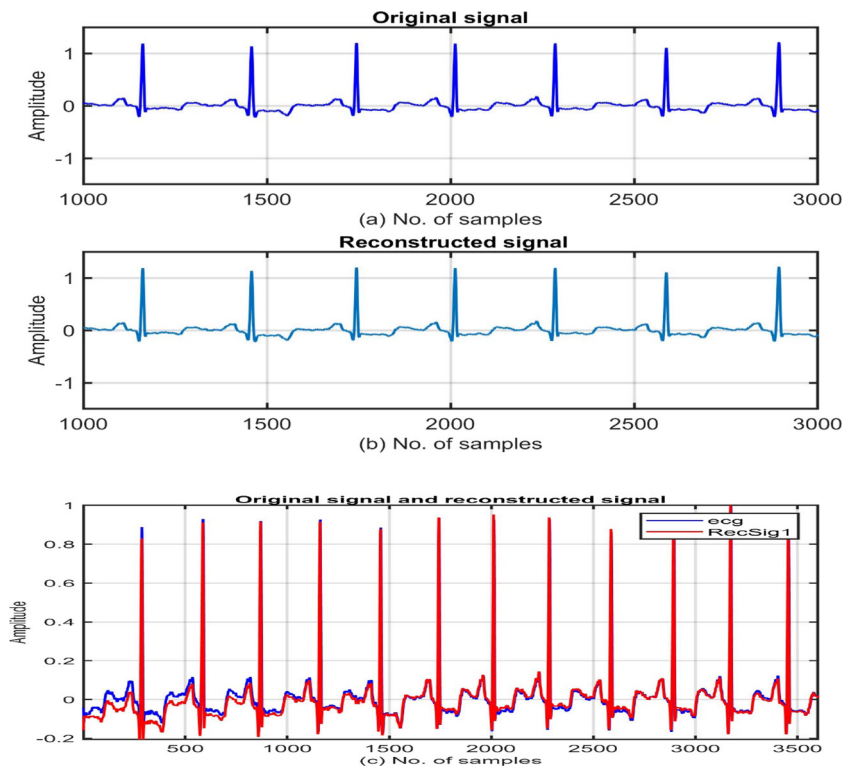 Original signal
1
0
-1
Amplitude
1000 1500 2000 2500 3000
(a) No. of samples
Reconstructed signal
1
0
-1
Amplitude
1000 1500 2000 2500 3000
(b) No. of samples
Original signal and reconstructed signal
1
0.8
0.6
0.4
0.2
0
-0.2
Amplitude
ecg
RecSig1
500 1000 1500 2000 2500 3000 3500
(c) No. of samples